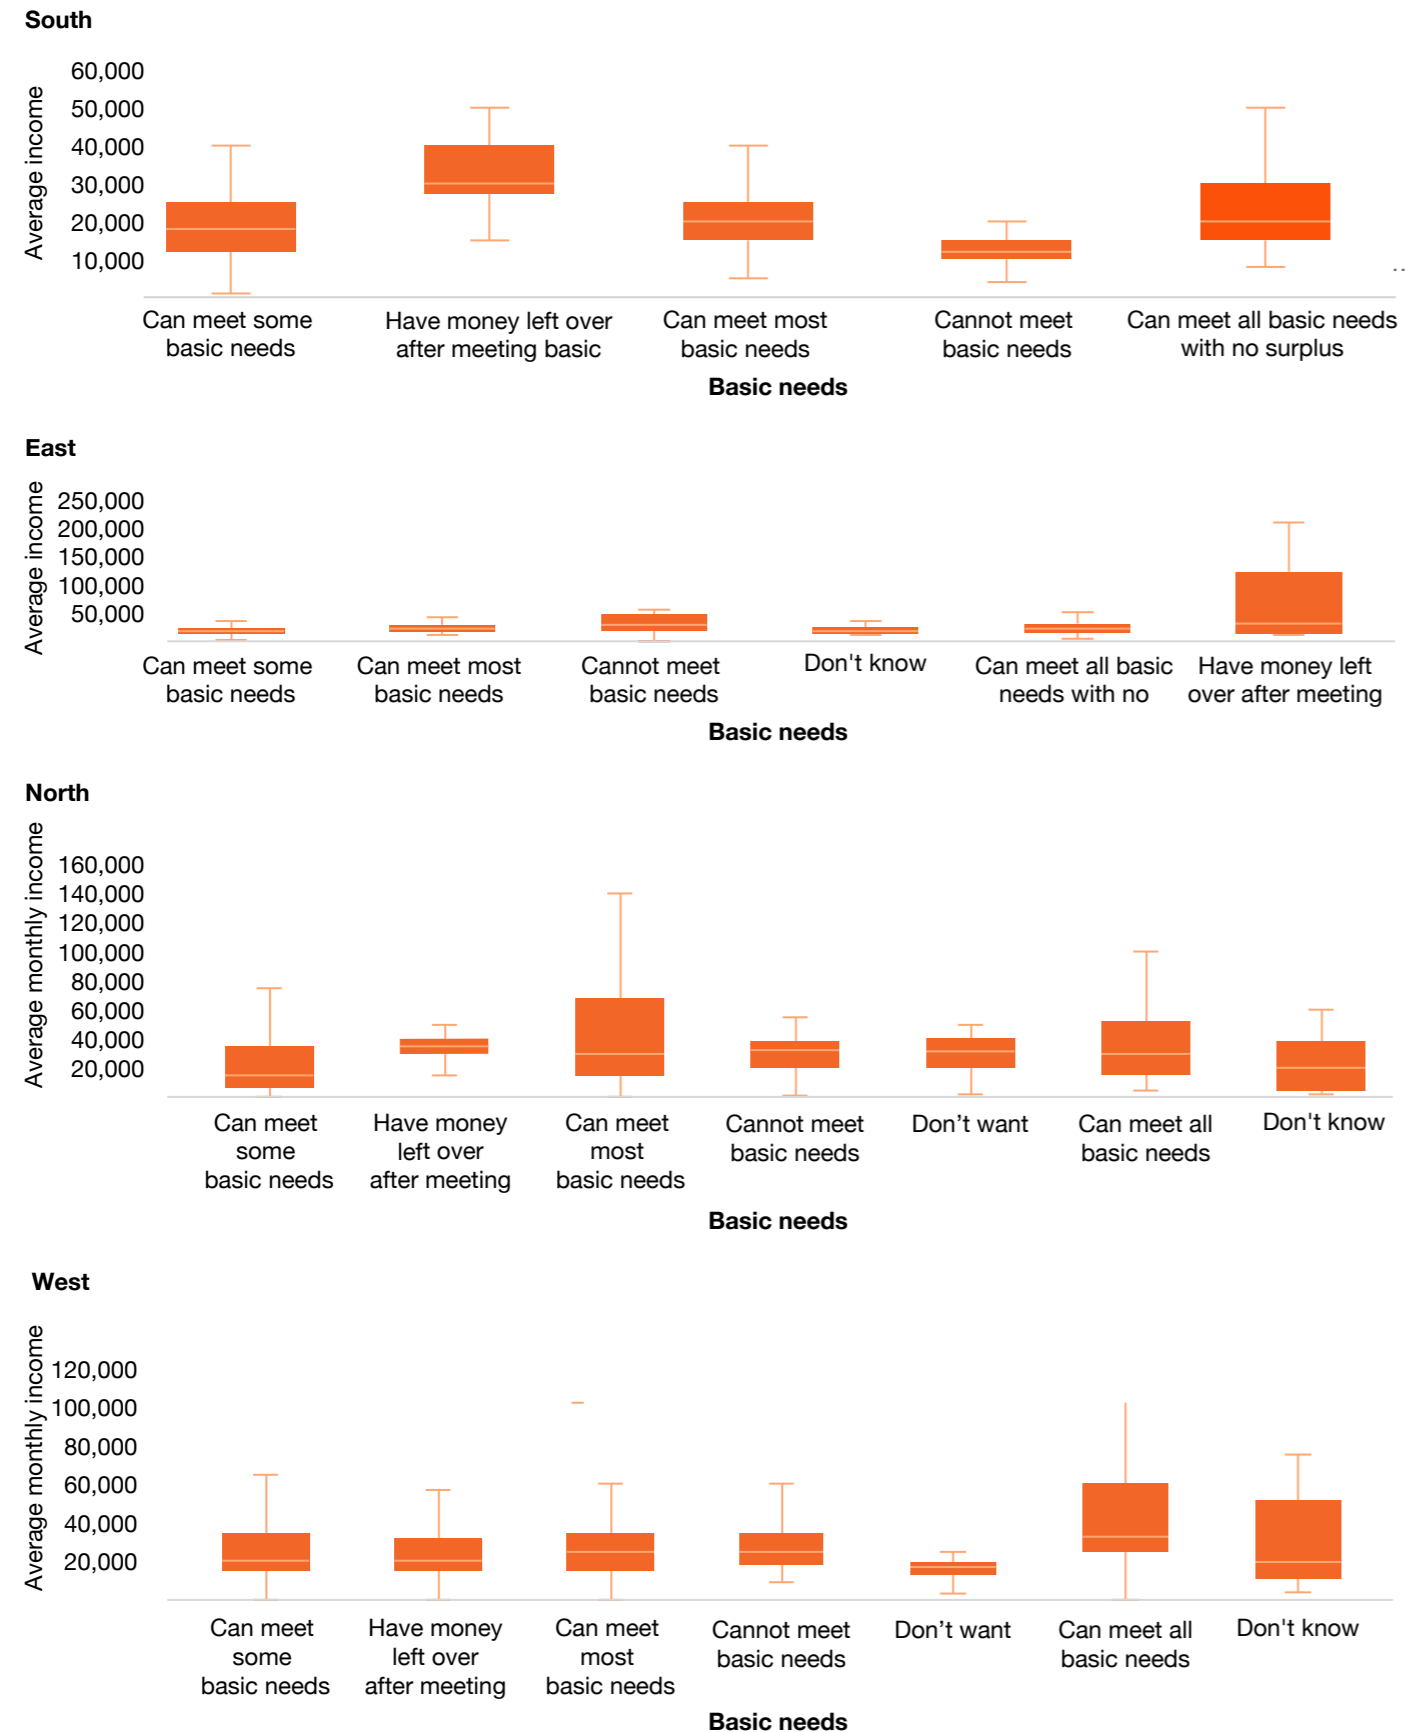 South
Average income
60,000
50,000
40,000
30,000
20,000
10,000
Can meet some
basic needs
Have money left over
after meeting basic
Can meet most
basic needs
Cannot meet
basic needs
Can meet all basic needs
with no surplus
..
Basic needs
East
Average income
250,000
200,000
150,000
100,000
50,000
Can meet some
basic needs
Can meet most
basic needs
Cannot meet
basic needs
Don't know
Can meet all basic
needs with no
Have money left
over after meeting
Basic needs
North
Average monthly income
160,000
140,000
120,000
100,000
80,000
60,000
40,000
20,000
Can meet
some
basic needs
Have money
left over
after meeting
Can meet
most
basic needs
Cannot meet
basic needs
Don’t want
Can meet all
basic needs
Don't know
Basic needs
West
Average monthly income
120,000
100,000
80,000
60,000
40,000
20,000
Can meet
some
basic needs
Have money
left over
after meeting
Can meet
most
basic needs
Cannot meet
basic needs
Don’t want
Can meet all
basic needs
Don't know
Basic needs